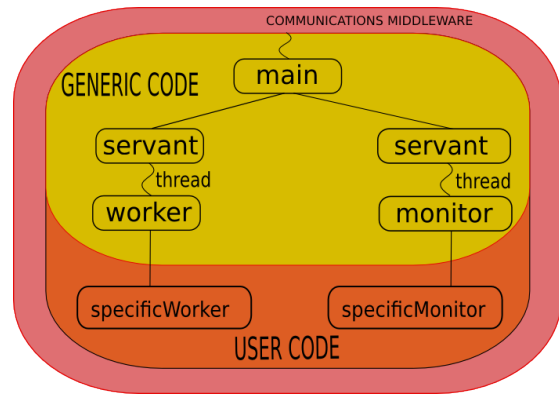 COMMUNICATIONS MIDDLEWARE
main
GENERIC CODE
servant
servant
thread
thread
worker
monitor
specificWorker
specificMonitor
USER CODE